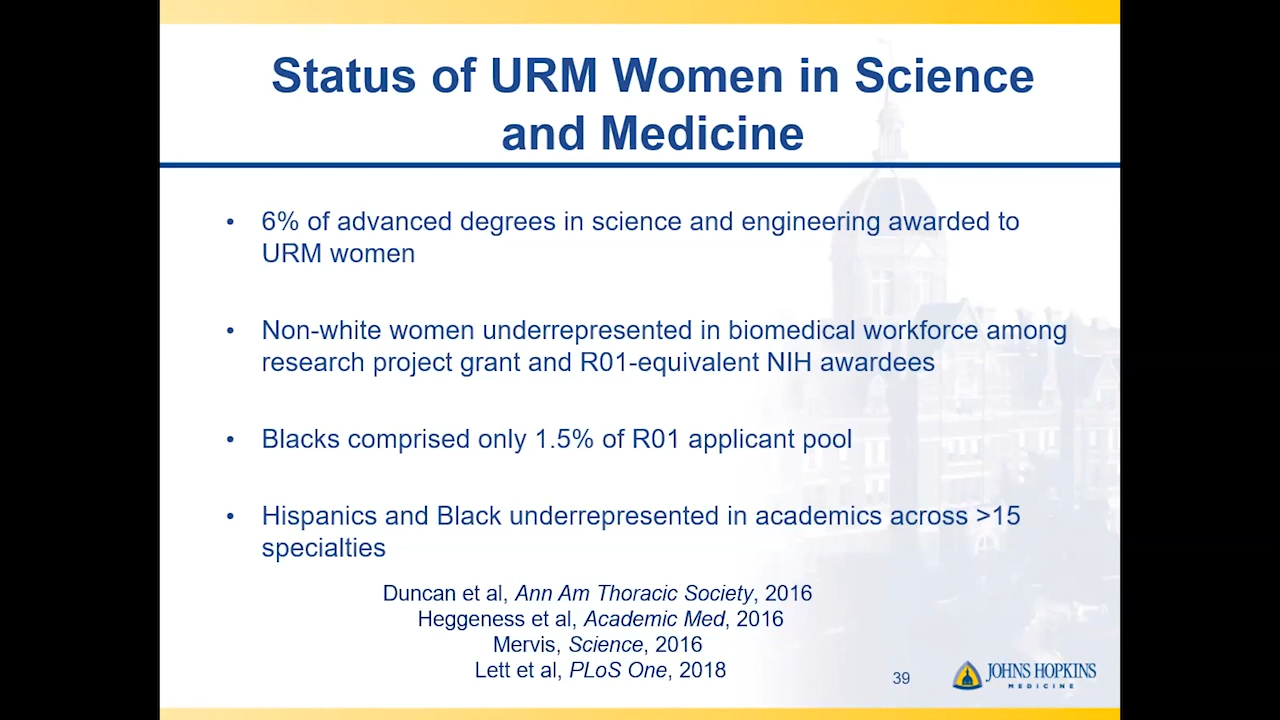 Status of URM Women in Science
and Medicine
• 6% of advanced degrees in science and engineering awarded to
URM women
• Non-white women underrepresented in biomedical workforce among
research project grant and R01-equivalent NIH awardees
• Blacks comprised only 1.5% of R01 applicant pool
• Hispanics and Black underrepresented in academics across >15
specialties
Duncan et al, Ann Am Thoracic Society, 2016
Heggeness et al, Academic Med, 2016
Mervis, Science, 2016
Lett et al, PLoS One, 2018
39
JOHNS HOPKINS
MEDICINE